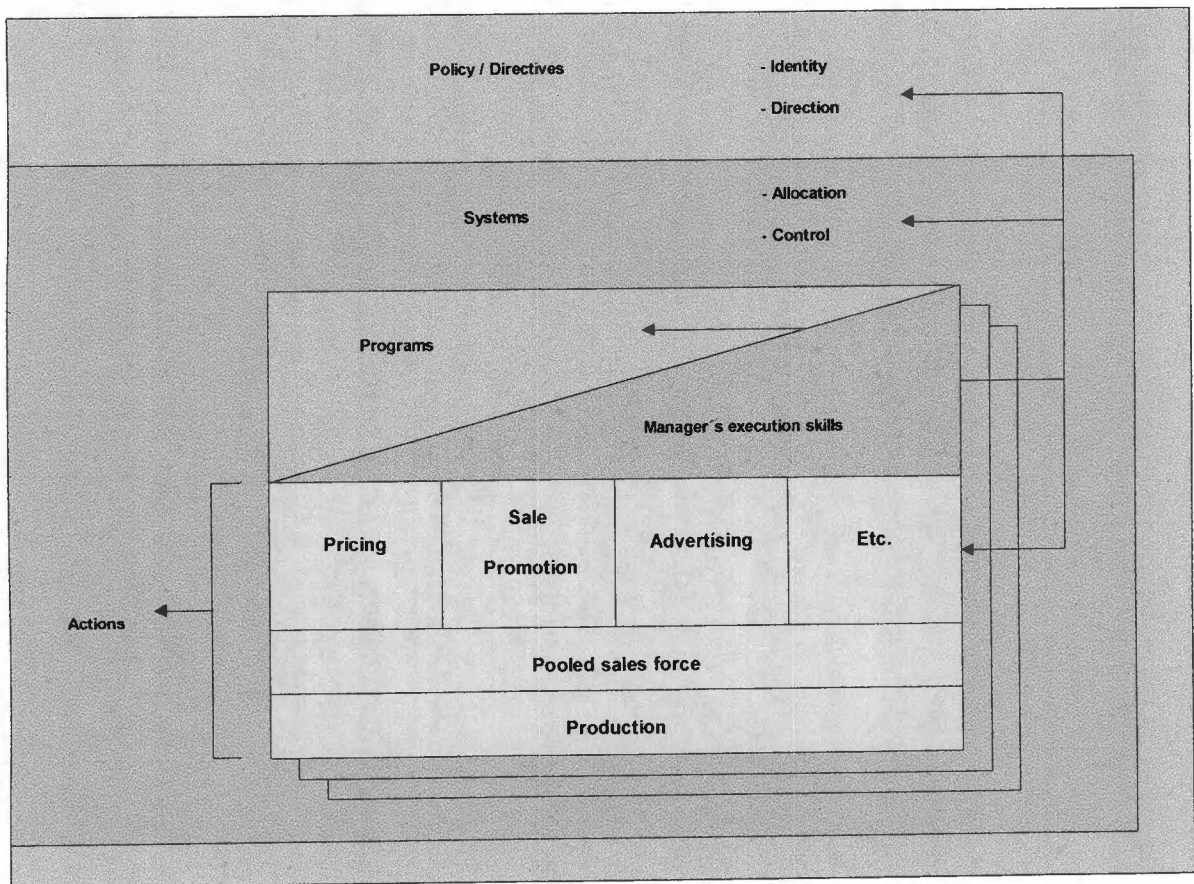 Policy / Directives
- Identity
- Direction
Systems
- Allocation
- Control
Programs
Manager´s execution skills
Pricing
Sale
Promotion
Advertising
Etc.
Actions
Pooled sales force
Production